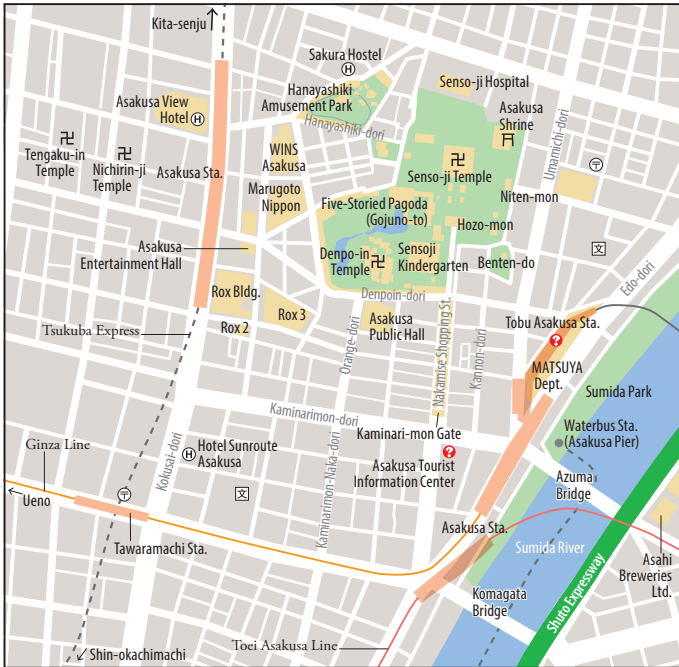 Kita-senju
Sakura Hostel
H
Hanayashiki
Amusement Park
Hanayashiki-dori
Senso-ji Hospital
Asakusa
Shrine
Umamichi-dori
Asakusa View
Hotel
H
Tengaku-in
Temple
Nichirin-ji
Temple
Asakusa Sta.
WINS
Asakusa
Marugoto
Nippon
卍
卍
卍
Senso-ji Temple
〒
Niten-mon
Five-Storied Pagoda
(Gojuno-to)
Hozo-mon
Asakusa
Entertainment Hall
Denpo-in
Temple
卍
Sensoji
Kindergarten
Benten-do
文
Edo-dori
Denpoin-dori
Rox Bldg.
Rox 2
Rox 3
Asakusa
Public Hall
Orange-dori
Nakamise Shopping St.
Kannon-dori
Tobu Asakusa Sta.
?
MATSUYA
Dept.
Tsukuba Express
Sumida Park
Kaminarimon-dori
Kaminari-mon Gate
Waterbus Sta.
(Asakusa Pier)
Ginza Line
Kokusai-dori
H
Hotel Sunroute
Asakusa
?
Asakusa Tourist
Information Center
Azuma
Bridge
Ueno
〒
文
Kaminarimon-Naka-dori
Tawaramachi Sta.
Asakusa Sta.
Sumida River
Shuto Expressway
Asahi
Breweries
Ltd.
Komagata
Bridge
Toei Asakusa Line
Shin-okachimachi